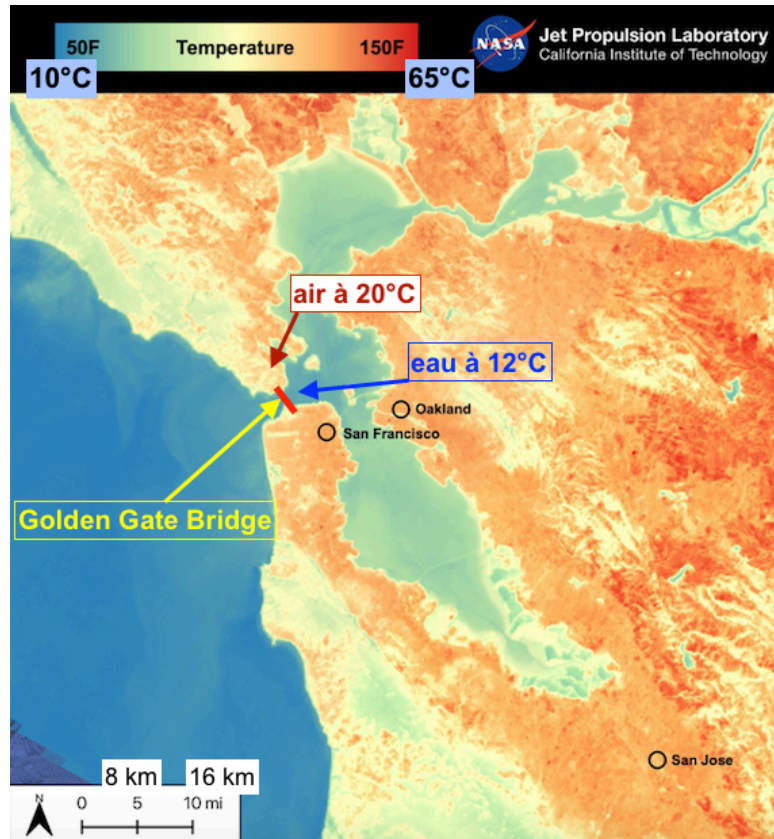 50F Temperature 150F
10°C 65°C
NASA
Jet Propulsion Laboratory
California Institute of Technology
air à 20°C
eau à 12°C
Oakland
San Francisco
Golden Gate Bridge
San Jose
8 km 16 km
N
0 5 10 mi